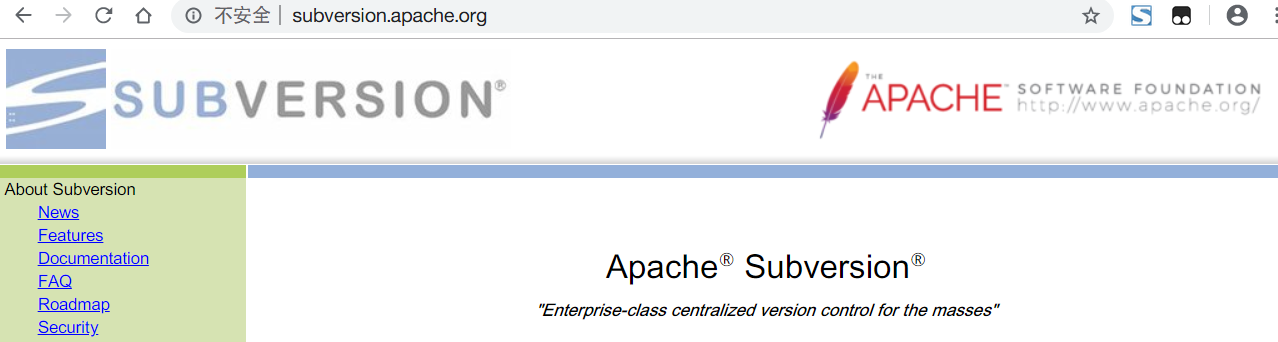 不安全 subversion.apache.org
SUBVERSION®
THE
APACHE™ SOFTWARE FOUNDATION
http://www.apache.org/
About Subversion
News
Features
Documentation
FAQ
Roadmap
Security
Apache® Subversion®
"Enterprise-class centralized version control for the masses"